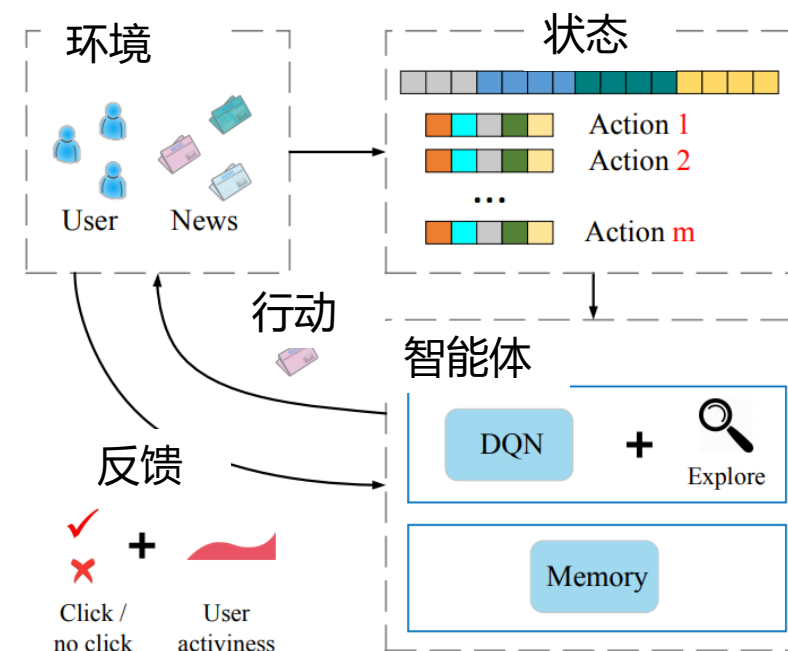 环境
User
News
状态
Action 1
Action 2
...
Action m
行动
智能体
DQN
+
Explore
Memory
反馈
+
Click /
no click
User
activiness